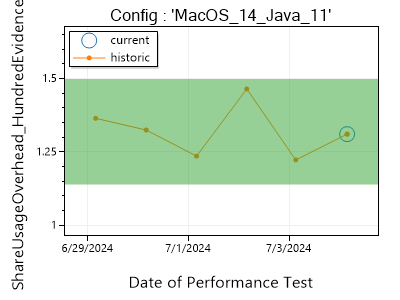 Config : 'MacOS_14_Java_11'
current
historic
ShareUsageOverhead_HundredEvidence
1.5
1.25
1
6/29/2024
7/1/2024
7/3/2024
Date of Performance Test